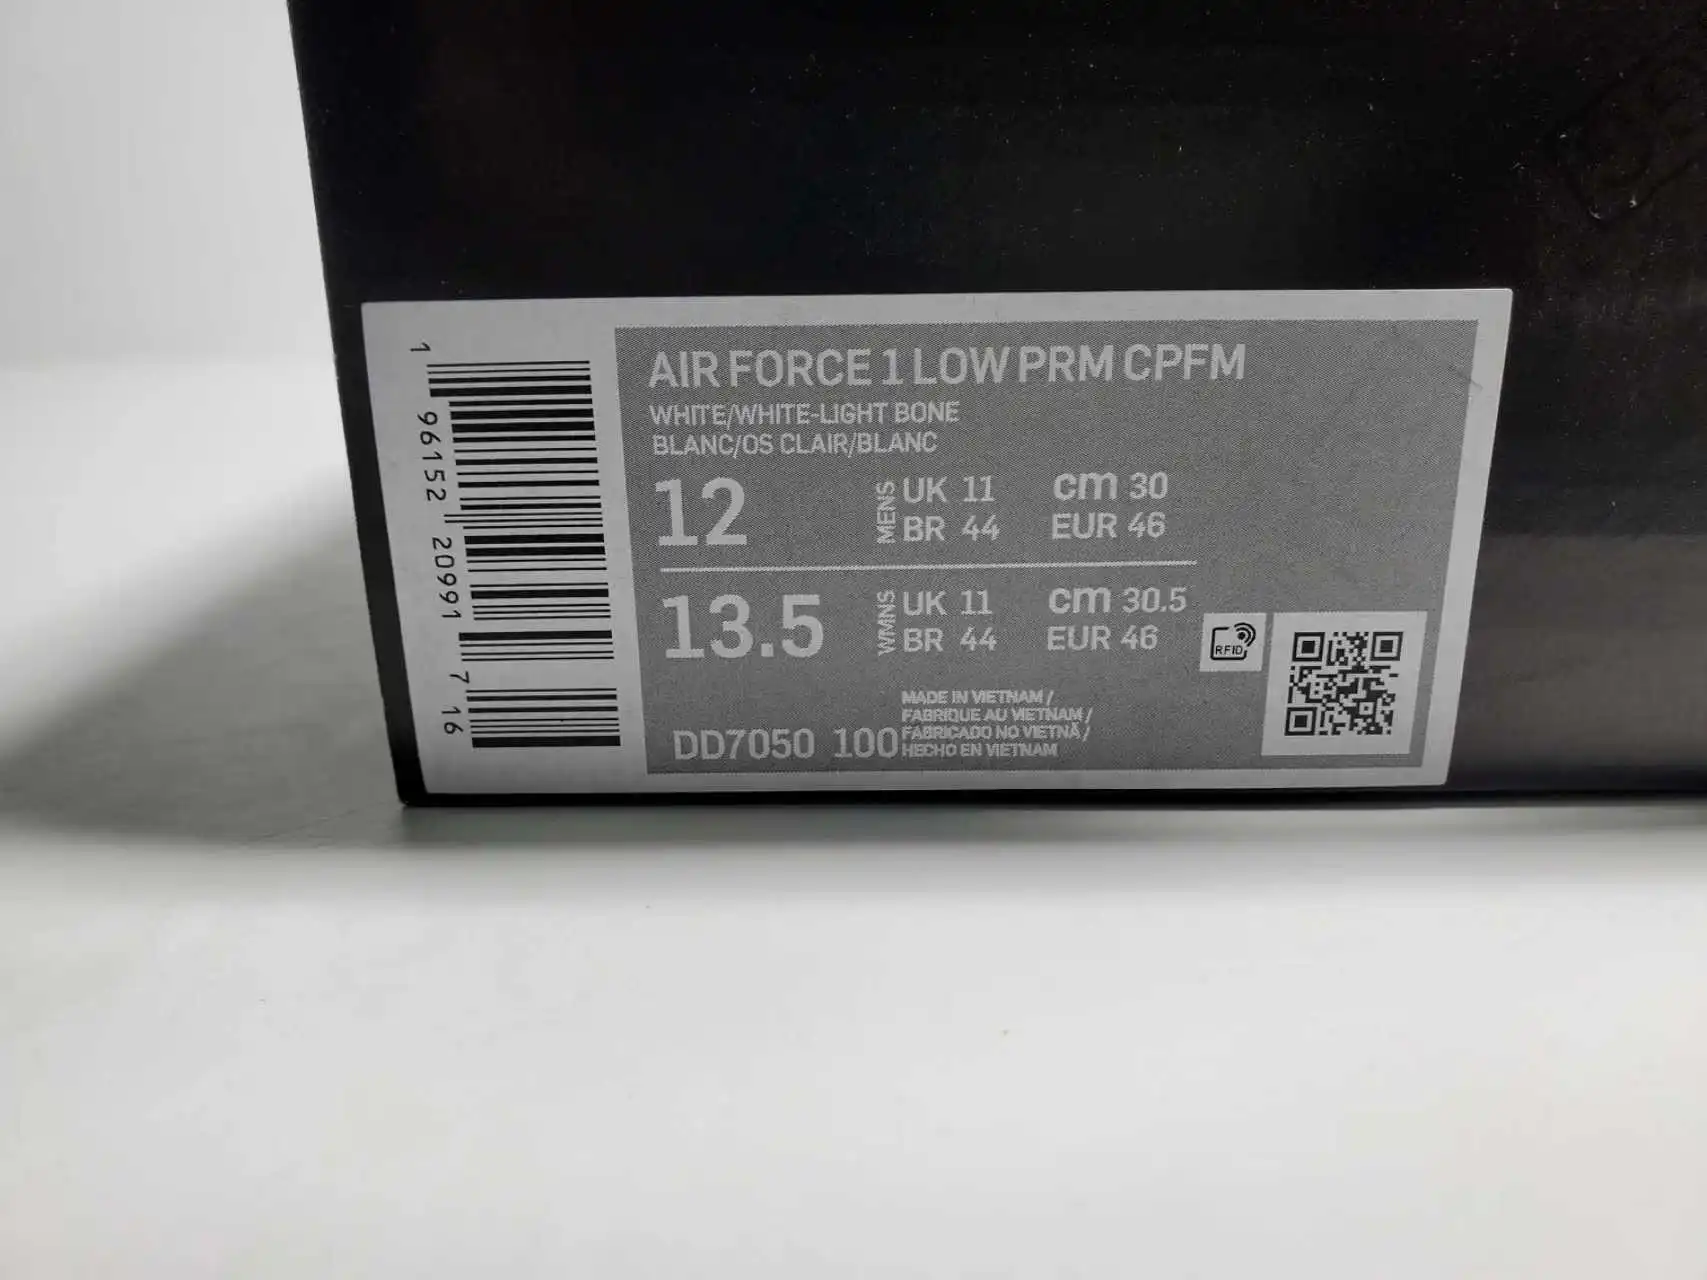 1 96152 20991 7 16
AIR FORCE 1 LOW PRM CPFM
WHITE/WHITE-LIGHT BONE
BLANC/OS CLAIR/BLANC
12 MENS UK 11 cm 30
BR 44 EUR 46
13.5 WMNS UK 11 cm 30.5
BR 44 EUR 46
RFID
MADE IN VIETNAM /
FABRIQUE AU VIETNAM /
FABRICADO NO VIETNÃ /
HECHO EN VIETNAM
DD7050 100